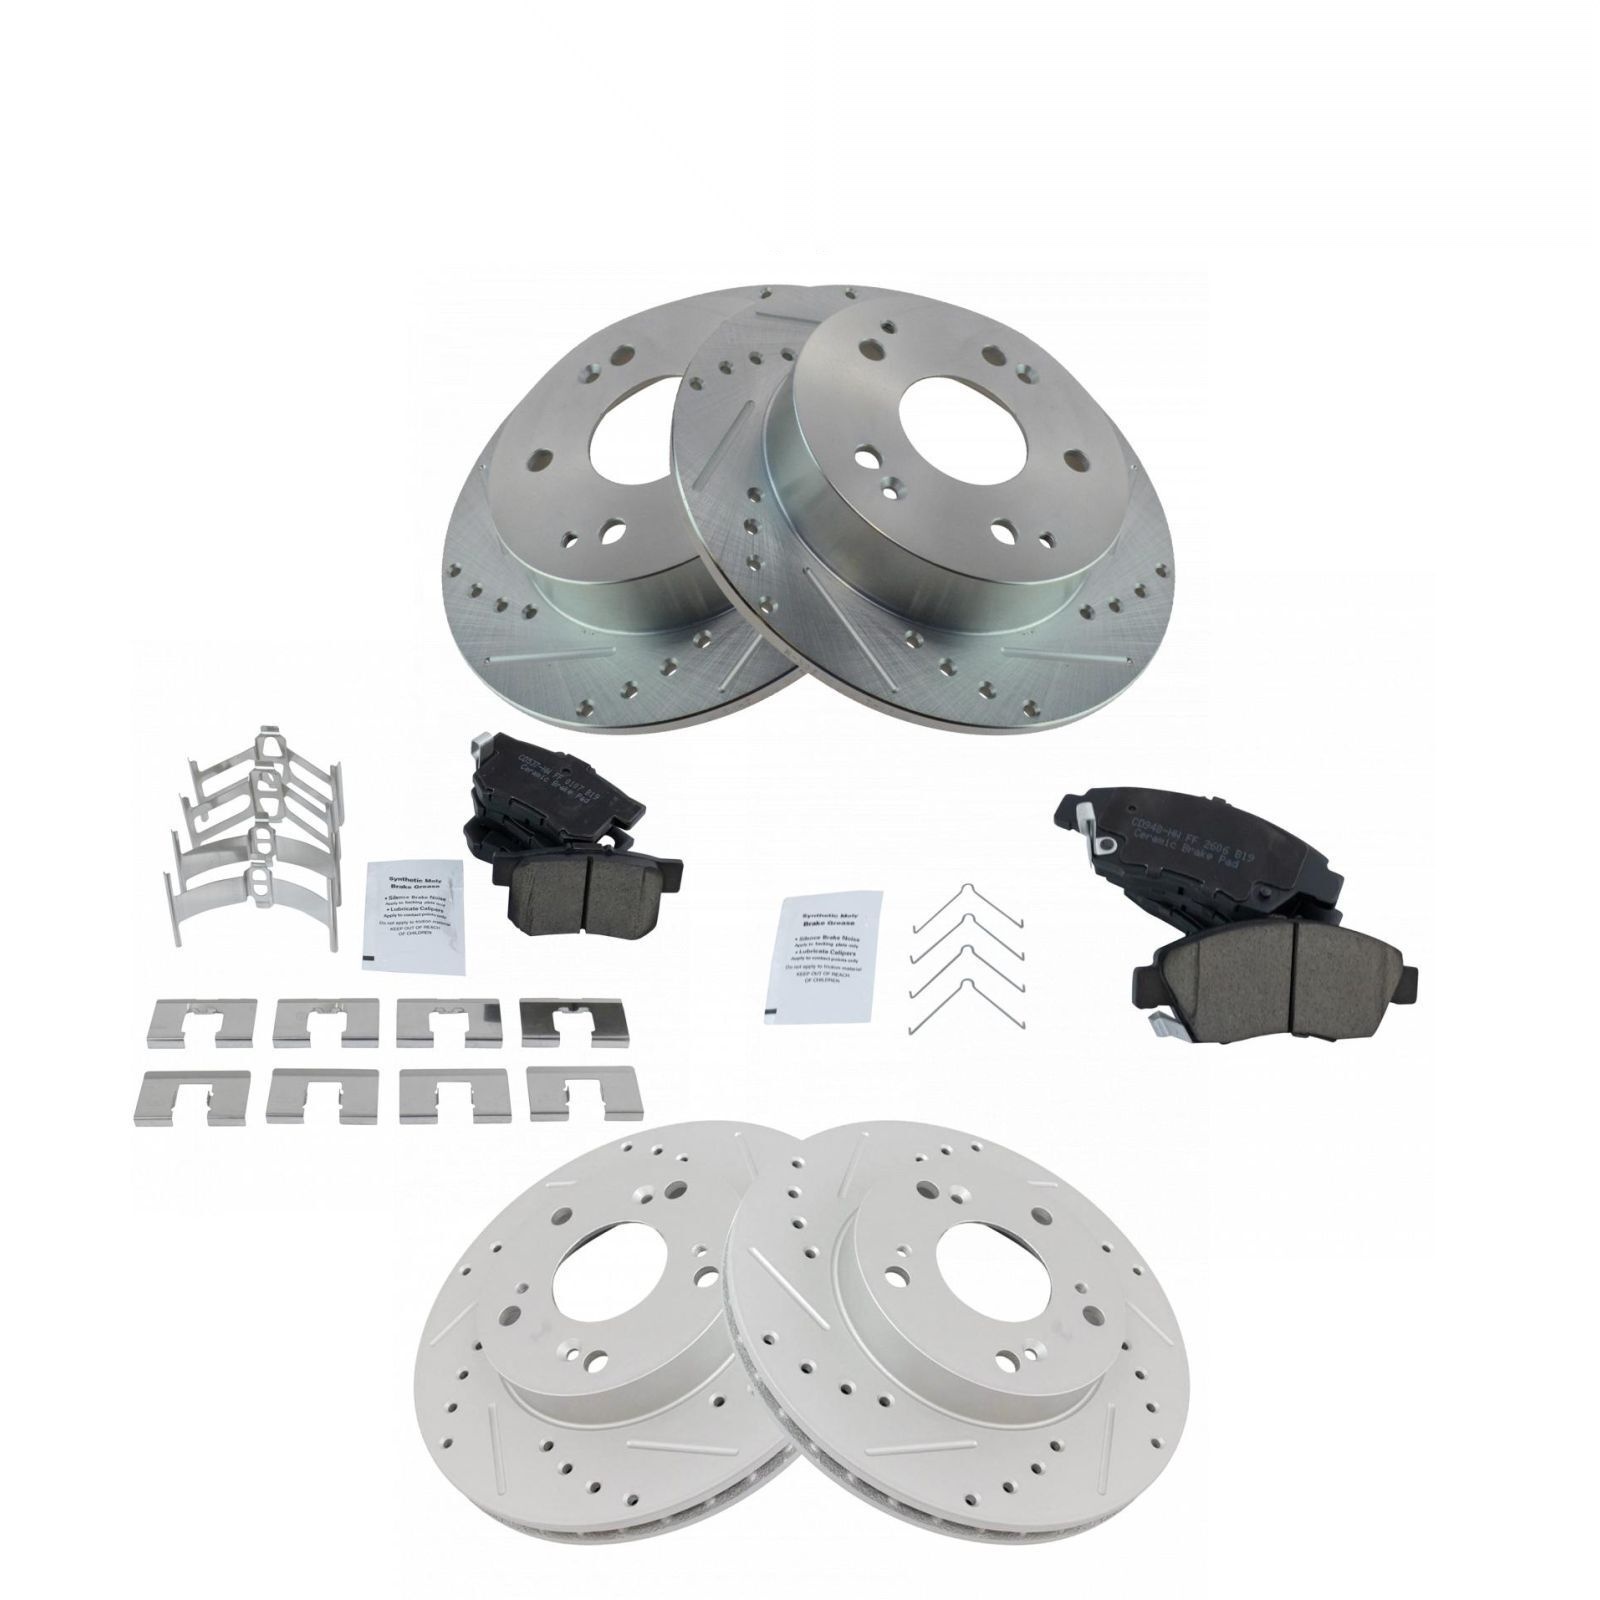 CD537-HN FF 0107 B19
Ceramic Brake Pad
CD948-HN FF 2606 B19
Ceramic Brake Pad
Synthetic Moly
Brake Grease
• Silence Brake Noise
Apply to backing plate only
• Lubricate Calipers
Apply to contact points only
Do not apply to friction material
KEEP OUT OF REACH
OF CHILDREN
Synthetic Moly
Brake Grease
• Silence Brake Noise
Apply to backing plate only
• Lubricate Calipers
Apply to contact points only
Do not apply to friction material
KEEP OUT OF REACH
OF CHILDREN